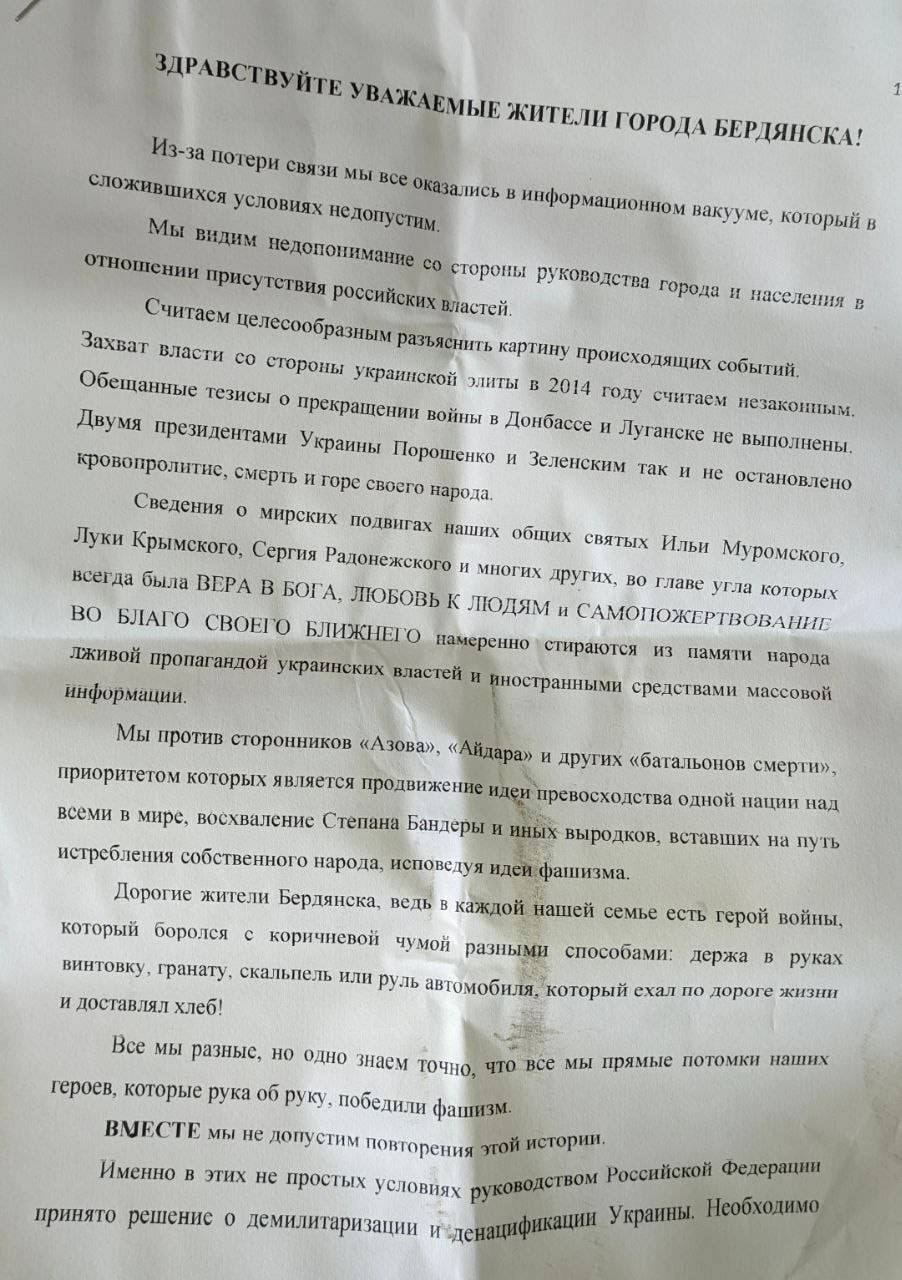 1
ЗДРАВСТВУЙТЕ УВАЖАЕМЫЕ ЖИТЕЛИ ГОРОДА БЕРДЯНСКА!
Из-за потери связи мы все оказались в информационном вакууме, который в
сложившихся условиях недопустим.
Мы видим недопонимание со стороны руководства города и населения в
отношении присутствия российских властей.
Считаем целесообразным разъяснить картину происходящих событий.
Захват власти со стороны украинской элиты в 2014 году считаем незаконным.
Обещанные тезисы о прекращении войны в Донбассе и Луганске не выполнены.
Двумя президентами Украины Порошенко и Зеленским так и не остановлено
кровопролитие, смерть и горе своего народа.
Сведения о мирских подвигах наших общих святых Ильи Муромского,
Луки Крымского, Сергия Радонежского и многих других, во главе угла которых
всегда была ВЕРА В БОГА, ЛЮБОВЬ К ЛЮДЯМ и САМОПОЖЕРТВОВАНИЕ
ВО БЛАГО СВОЕГО БЛИЖНЕГО намеренно стираются из памяти народа
лживой пропагандой украинских властей и иностранными средствами массовой
информации.
Мы против сторонников «Азова», «Айдара» и других «батальонов смерти»,
приоритетом которых является продвижение идеи превосходства одной нации над
всеми в мире, восхваление Степана Бандеры и иных выродков, вставших на путь
истребления собственного народа, исповедуя идеи фашизма.
Дорогие жители Бердянска, ведь в каждой нашей семье есть герой войны,
который боролся с коричневой чумой разными способами: держа в руках
винтовку, гранату, скальпель или руль автомобиля, который ехал по дороге жизни
и доставлял хлеб!
Все мы разные, но одно знаем точно, что все мы прямые потомки наших
героев, которые рука об руку, победили фашизм.
ВМЕСТЕ мы не допустим повторения этой истории.
Именно в этих не простых условиях руководством Российской Федерации
принято решение о демилитаризации и денацификации Украины. Необходимо